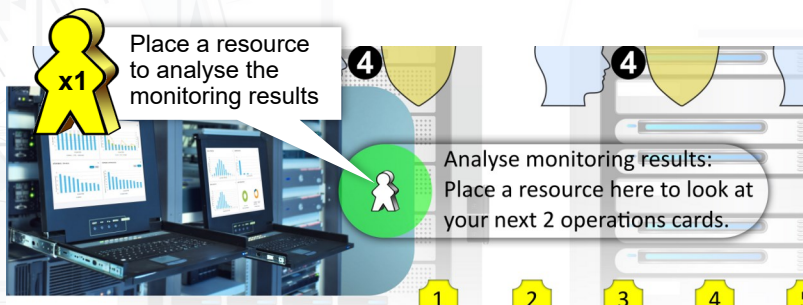 x1
Place a resource
to analyse the
monitoring results
4
4
Analyse monitoring results:
Place a resource here to look at
your next 2 operations cards.
1 2 3 4